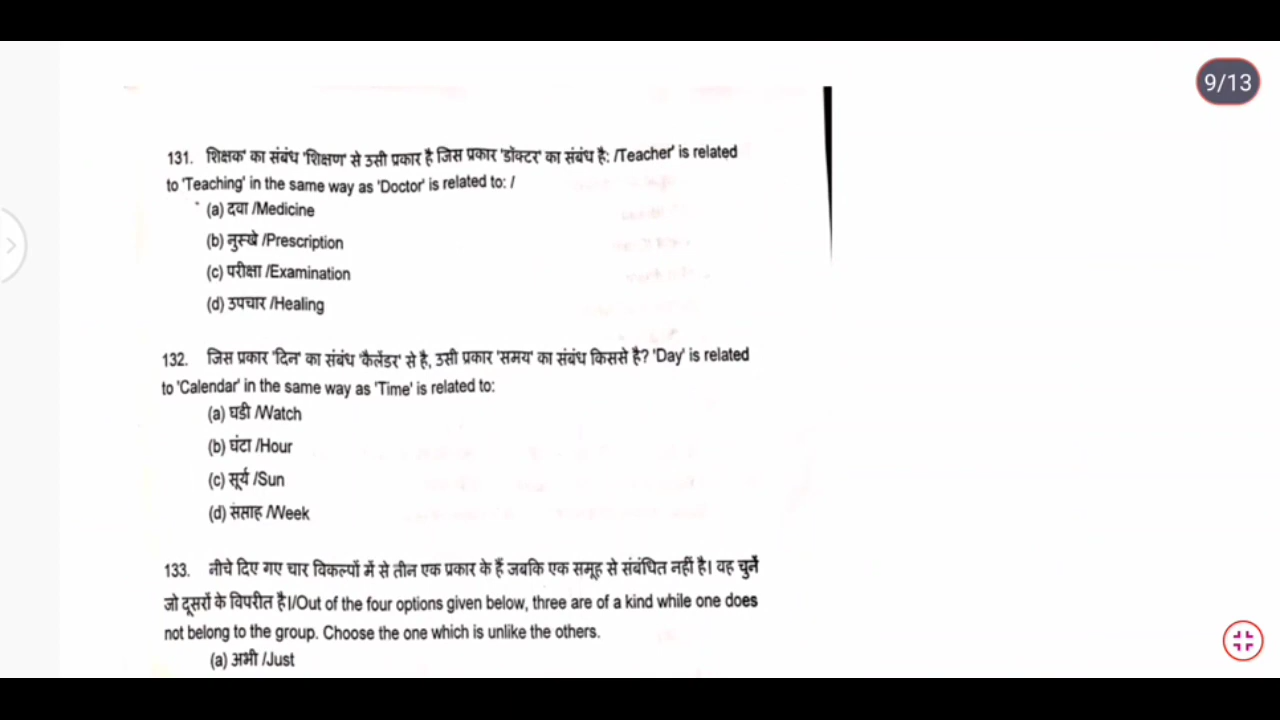 9/13
131. शिक्षक' का संबंध 'शिक्षण' से उसी प्रकार है जिस प्रकार 'डॉक्टर' का संबंध है: /Teacher' is related
to 'Teaching' in the same way as 'Doctor' is related to: /
(a) दवा /Medicine
(b) नुस्खे /Prescription
(c) परीक्षा /Examination
(d) उपचार /Healing
132. जिस प्रकार 'दिन' का संबंध 'कैलेंडर' से है, उसी प्रकार 'समय' का संबंध किससे है? 'Day' is related
to 'Calendar' in the same way as 'Time' is related to:
(a) घडी /Watch
(b) घंटा /Hour
(c) सूर्य /Sun
(d) संप्ताह /Week
133. नीचे दिए गए चार विकल्पों में से तीन एक प्रकार के हैं जबकि एक समूह से संबंधित नहीं है। वह चुनें
जो दूसरों के विपरीत है।/Out of the four options given below, three are of a kind while one does
not belong to the group. Choose the one which is unlike the others.
(a) अभी /Just